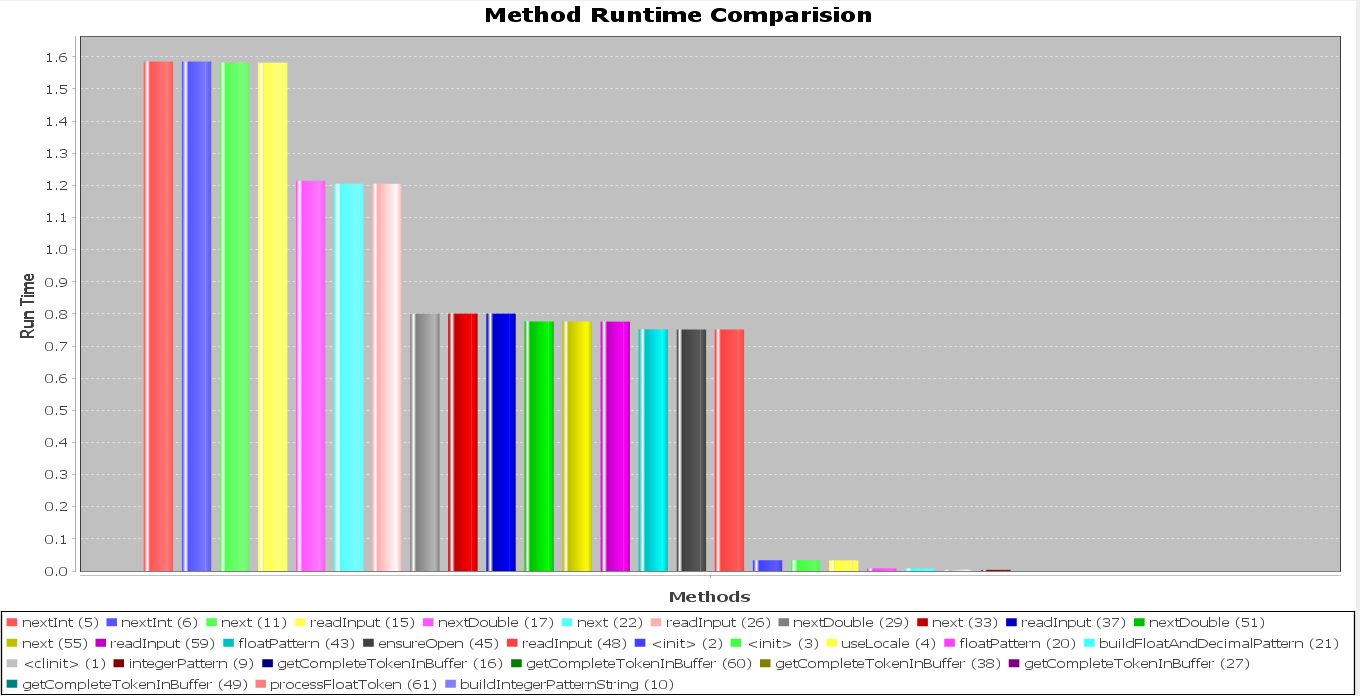 Method Runtime Comparision
1.6
1.5
1.4
1.3
1.2
1.1
1.0
0.9
0.8
0.7
0.6
0.5
0.4
0.3
0.2
0.1
0.0
Run Time
Methods
nextInt (5) nextInt (6) next (11) readInput (15) nextDouble (17) next (22) readInput (26) nextDouble (29) next (33) readInput (37) nextDouble (51)
next (55) readInput (59) floatPattern (43) ensureOpen (45) readInput (48) <init> (2) <init> (3) useLocale (4) floatPattern (20) buildFloatAndDecimalPattern (21)
<clinit> (1) integerPattern (9) getCompleteTokenInBuffer (16) getCompleteTokenInBuffer (60) getCompleteTokenInBuffer (38) getCompleteTokenInBuffer (27)
getCompleteTokenInBuffer (49) processFloatToken (61) buildIntegerPatternString (10)